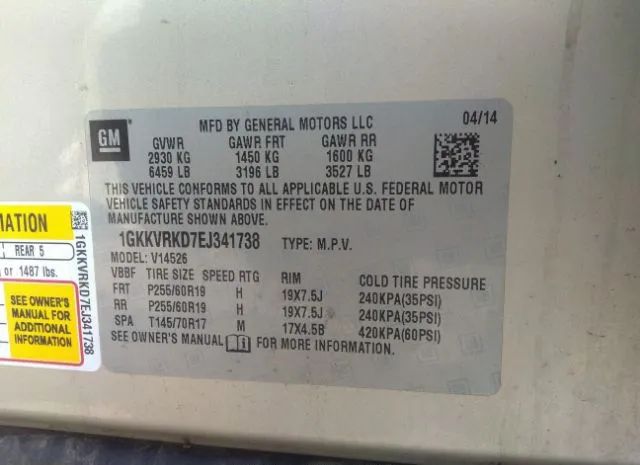 GM
MFD BY GENERAL MOTORS LLC
04/14
GVWR GAWR FRT GAWR RR
2930 KG 1450 KG 1600 KG
6459 LB 3196 LB 3527 LB
THIS VEHICLE CONFORMS TO ALL APPLICABLE U.S. FEDERAL MOTOR
VEHICLE SAFETY STANDARDS IN EFFECT ON THE DATE OF
MANUFACTURE SHOWN ABOVE.
1GKKVRKD7EJ341738 TYPE: M.P.V.
MODEL: V14526
VBBF TIRE SIZE SPEED RTG RIM COLD TIRE PRESSURE
FRT P255/60R19 H 19X7.5J 240KPA(35PSI)
RR P255/60R19 H 19X7.5J 240KPA(35PSI)
SPA T145/70R17 M 17X4.5B 420KPA(60PSI)
SEE OWNER'S MANUAL FOR MORE INFORMATION.
MATION
REAR 5
or 1487 lbs.
SEE OWNER'S
MANUAL FOR
ADDITIONAL
INFORMATION
1GKKVRKD7EJ341738